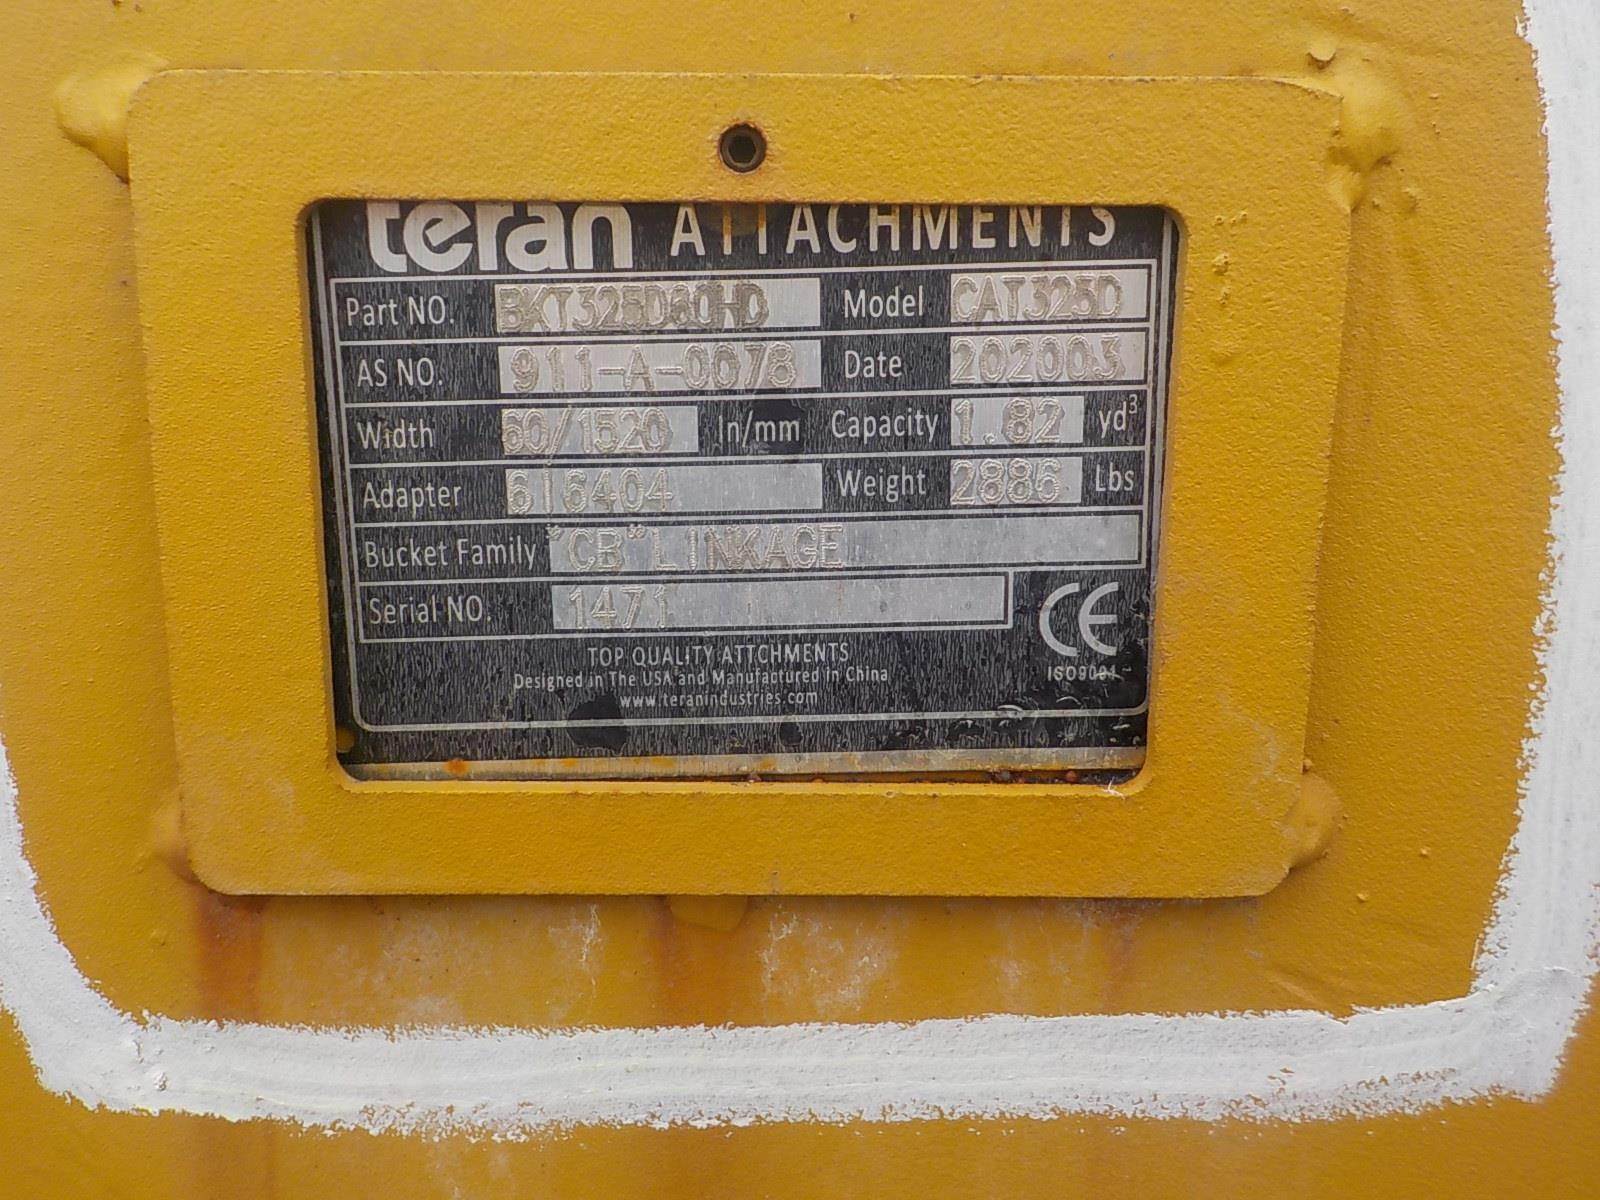 teran ATTACHMENTS
Part NO. BKT325D60HD Model CAT325D
AS NO. 911-A-0078 Date 202003
Width 60/1520 In/mm Capacity 1.82 yd³
Adapter 616404 Weight 2886 Lbs
Bucket Family "CB"LINKAGE
Serial NO. 1471
CE
TOP QUALITY ATTCHMENTS
Designed in The USA and Manufactured in China
ISO9001
www.teranindustries.com